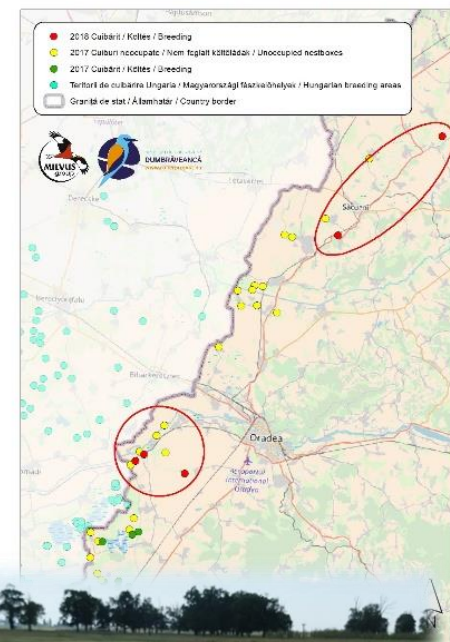 2018 Cuibărit / Költés / Breeding
2017 Cuiburi neocupate / Nem foglalt költőládák / Unoccupied nestboxes
2017 Cuibărit / Költés / Breeding
Teritorii de cuibărire Ungaria / Magyarországi fészkelőhelyek / Hungarian breeding areas
Graniță de stat / Államhatár / Country border
MILVUS
group
DUMBRĂVEANCĂ
Derecske
Săcueni
Oradea
Aeroportul
Internațional
Oradea
N